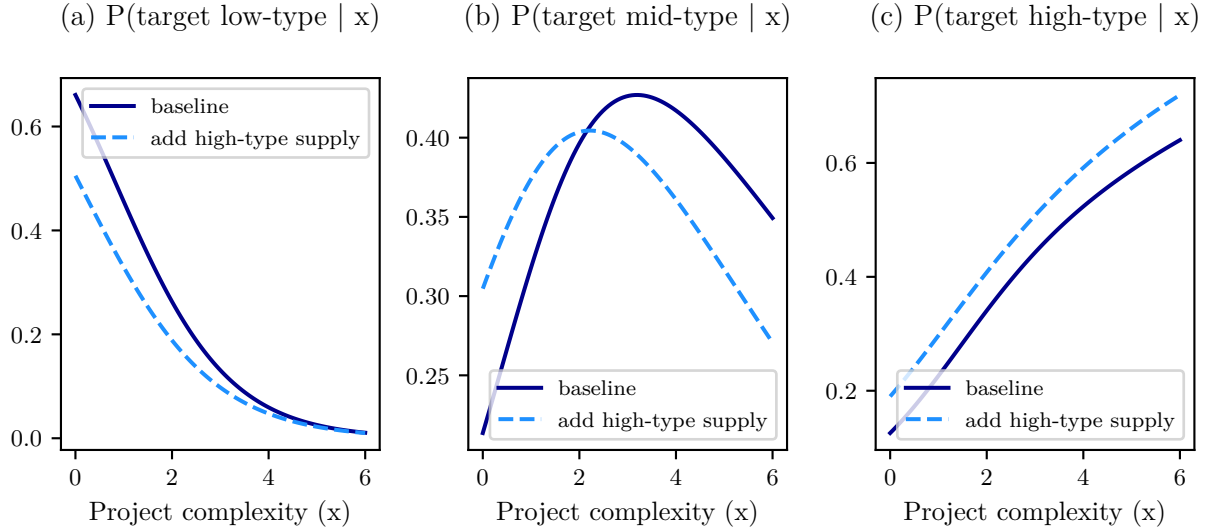 (a) P(target low-type | x)
0.6
0.4
0.2
0.0
0 2 4 6
Project complexity (x)
baseline
add high-type supply
(b) P(target mid-type | x)
0.40
0.35
0.30
0.25
0 2 4 6
Project complexity (x)
baseline
add high-type supply
(c) P(target high-type | x)
0.6
0.4
0.2
0 2 4 6
Project complexity (x)
baseline
add high-type supply